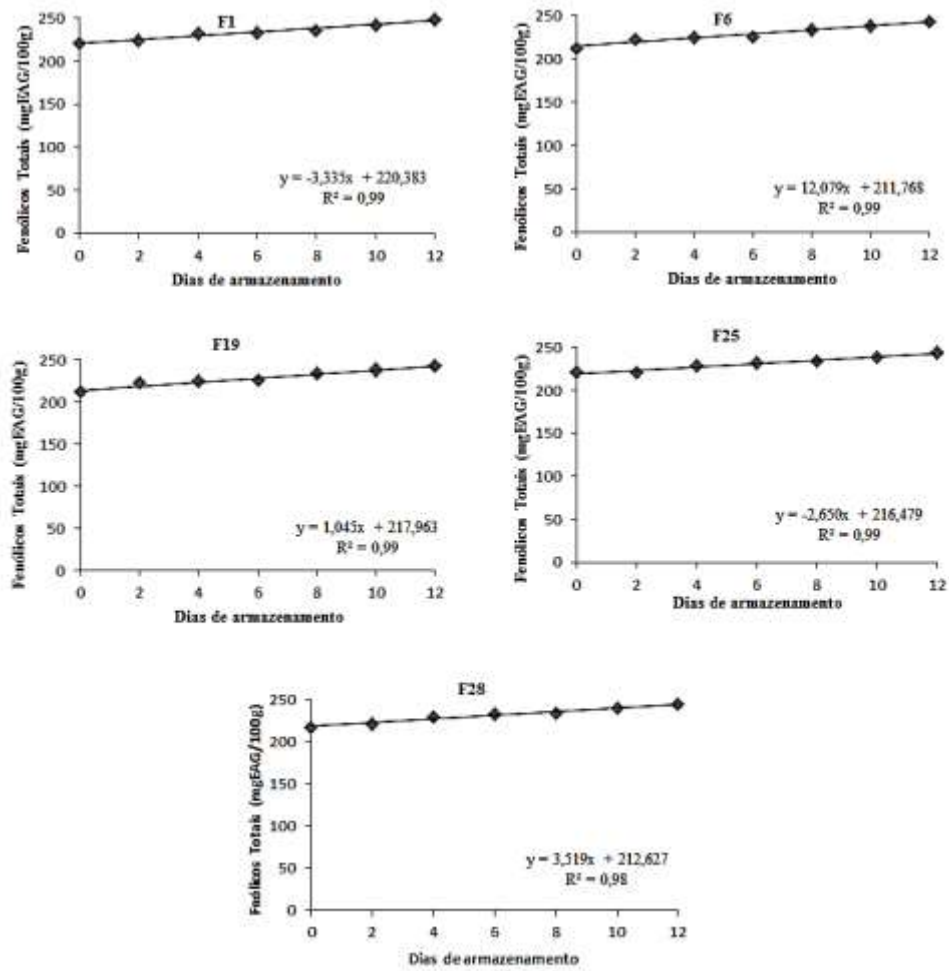 F1
Fenólicos Totais (mgEAG/100g)
250
200
150
100
50
0
y = -3,335x + 220,383
R² = 0,99
0 2 4 6 8 10 12
Dias de armazenamento
F6
Fenólicos Totais (mgEAG/100g)
250
200
150
100
50
0
y = 12,079x + 211,768
R² = 0,99
0 2 4 6 8 10 12
Dias de armazenamento
F19
Fenólicos Totais (mgEAG/100g)
250
200
150
100
50
0
y = 1,045x + 217,963
R² = 0,99
0 2 4 6 8 10 12
Dias de armazenamento
F25
Fenolicos Totais (mgEAG/100g)
250
200
150
100
50
0
y = -2,650x + 216,479
R² = 0,99
0 2 4 6 8 10 12
Dias de armazenamento
F28
Fnólicos Totais (mgEAG/100g)
250
200
150
100
50
0
y = 3,519x + 212,627
R² = 0,98
0 2 4 6 8 10 12
Dias de armazenamento